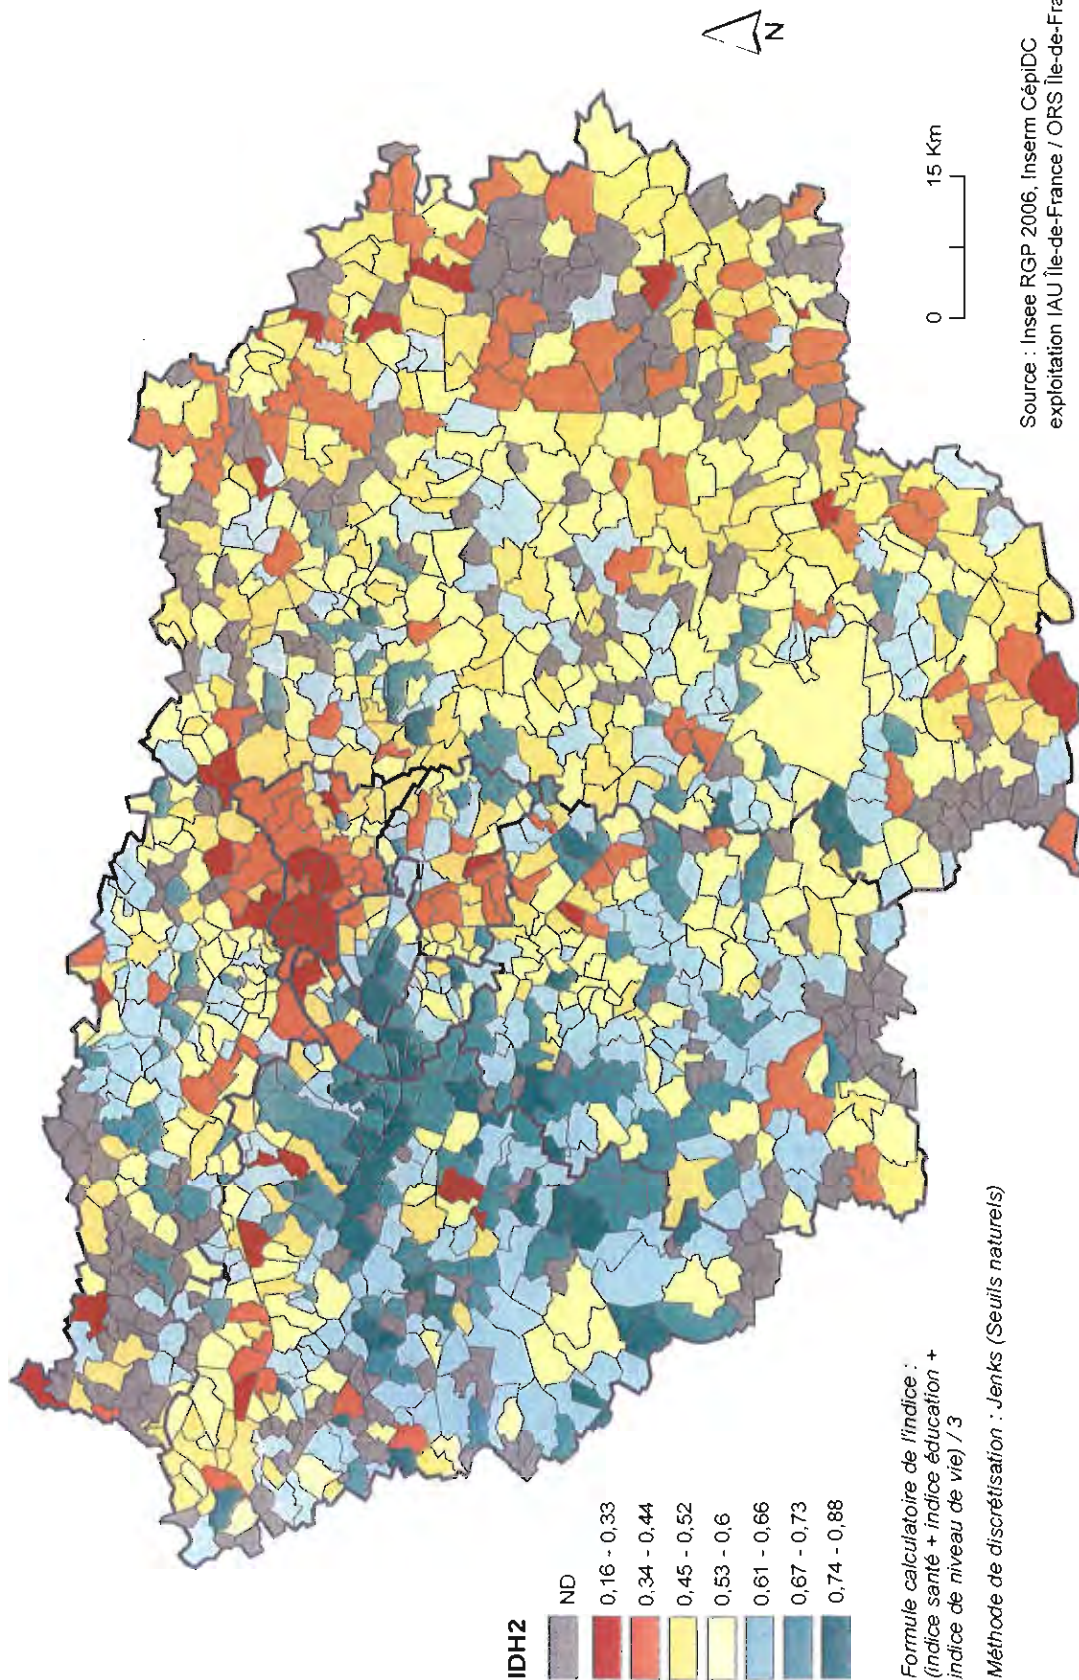 IDH2
ND
0,16 - 0,33
0,34 - 0,44
0,45 - 0,52
0,53 - 0,6
0,61 - 0,66
0,67 - 0,73
0,74 - 0,88
Formule calculatoire de l'indice :
(indice santé + indice éducation +
indice de niveau de vie) / 3
Méthode de discrétisation : Jenks (Seuils naturels)
N
0 15 Km
Source : Insee RGP 2006, Inserm CépiDC
exploitation IAU Île-de-France / ORS Île-de-Fra